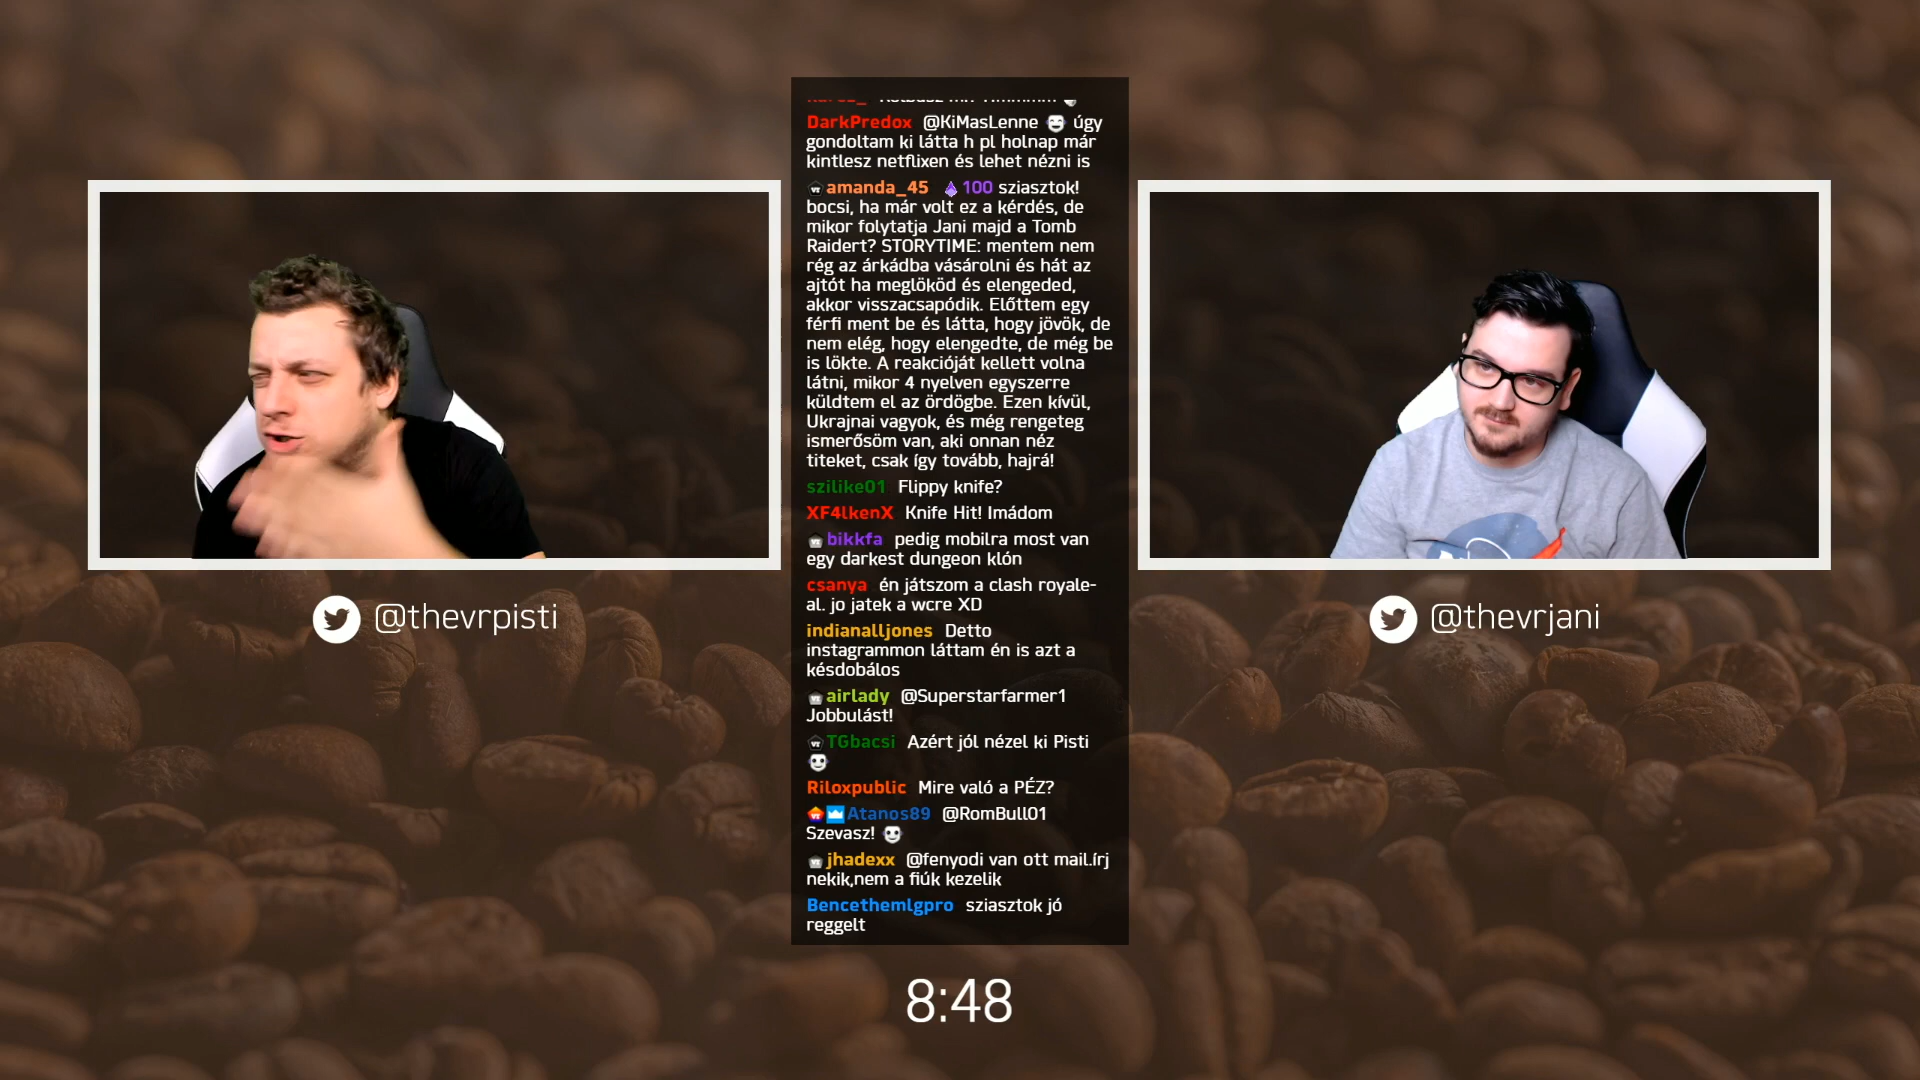 DarkPredox @KiMasLenne úgy
gondoltam ki látta h pl holnap már
kintlesz netflixen és lehet nézni is
amanda_45 100 sziasztok!
bocsi, ha már volt ez a kérdés, de
mikor folytatja Jani majd a Tomb
Raidert? STORYTIME: mentem nem
rég az árkádba vásárolni és hát az
ajtót ha meglököd és elengeded,
akkor visszacsapódik. Előttem egy
férfi ment be és látta, hogy jövök, de
nem elég, hogy elengedte, de még be
is lökte. A reakcióját kellett volna
látni, mikor 4 nyelven egyszerre
küldtem el az ördögbe. Ezen kívül,
Ukrajnai vagyok, és még rengeteg
ismerősöm van, aki onnan néz
titeket, csak így tovább, hajrá!
szilike01 Flippy knife?
XF4lkenX Knife Hit! Imádom
bikkfa pedig mobilra most van
egy darkest dungeon klón
csanya én játszom a clash royale-
al. jo jatek a wcre XD
indianalljones Detto
instagrammon láttam én is azt a
késdobálos
airlady @Superstarfarmer1
Jobbulást!
TGbacsi Azért jól nézel ki Pisti
Riloxpublic Mire való a PÉZ?
Atanos89 @RomBull01
Szevasz!
jhadexx @fenyodi van ott mail.írj
nekik,nem a fiúk kezelik
Bencethemlgpro sziasztok jó
reggelt
@thevrpisti
@thevrjani
8:48